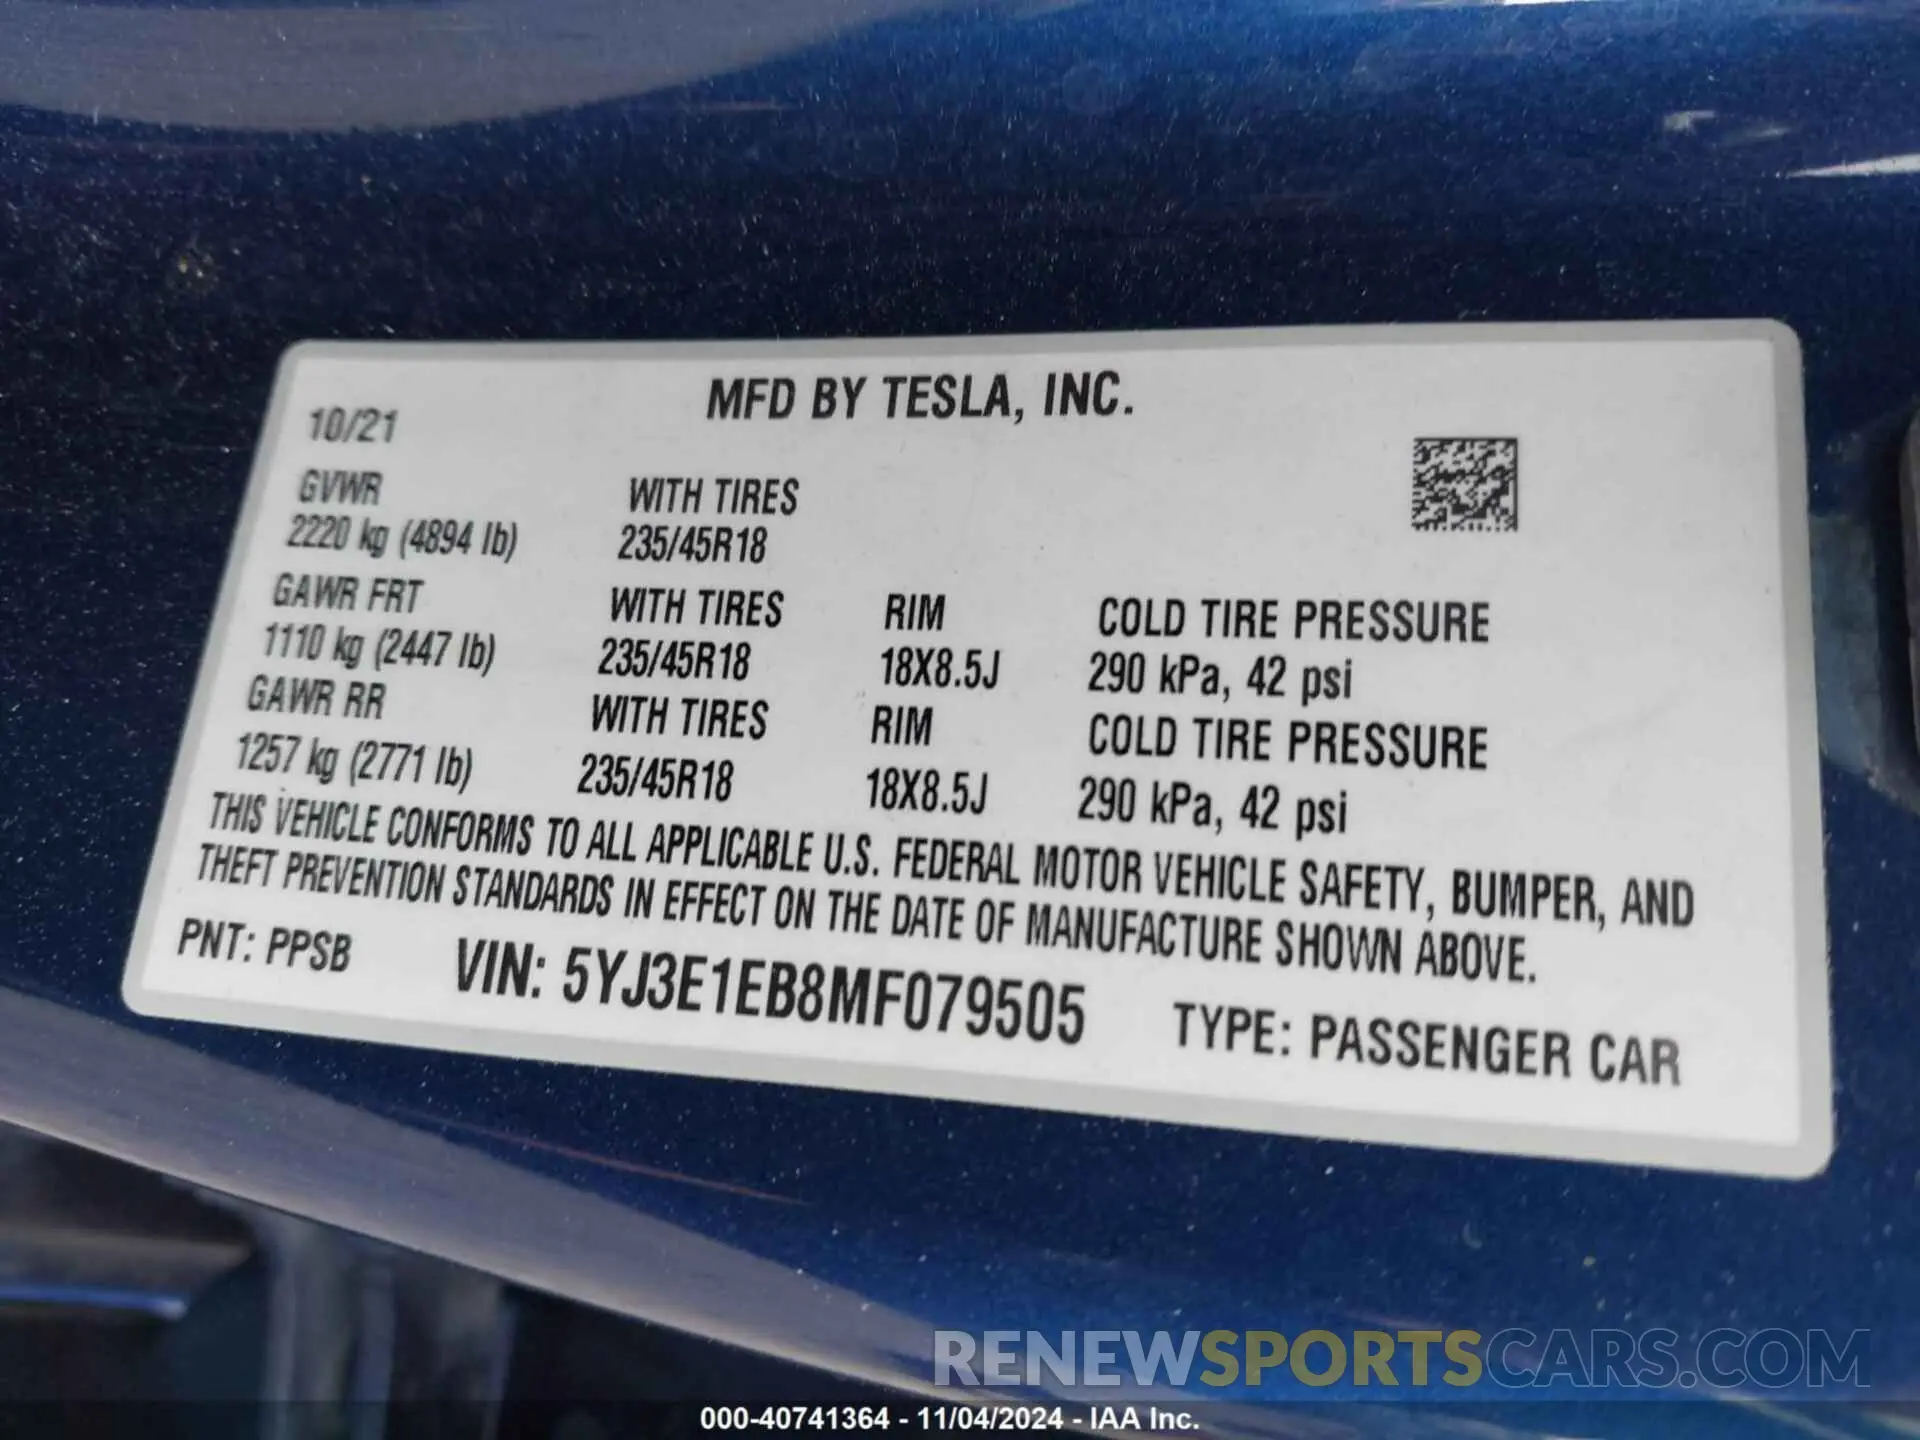 MFD BY TESLA, INC.
10/21
GVWR WITH TIRES
2220 kg (4894 lb) 235/45R18
GAWR FRT WITH TIRES RIM COLD TIRE PRESSURE
1110 kg (2447 lb) 235/45R18 18X8.5J 290 kPa, 42 psi
GAWR RR WITH TIRES RIM COLD TIRE PRESSURE
1257 kg (2771 lb) 235/45R18 18X8.5J 290 kPa, 42 psi
THIS VEHICLE CONFORMS TO ALL APPLICABLE U.S. FEDERAL MOTOR VEHICLE SAFETY, BUMPER, AND
THEFT PREVENTION STANDARDS IN EFFECT ON THE DATE OF MANUFACTURE SHOWN ABOVE.
PNT: PPSB VIN: 5YJ3E1EB8MF079505 TYPE: PASSENGER CAR
RENEWSPORTSCARS.COM
000-40741364 - 11/04/2024 - IAA Inc.